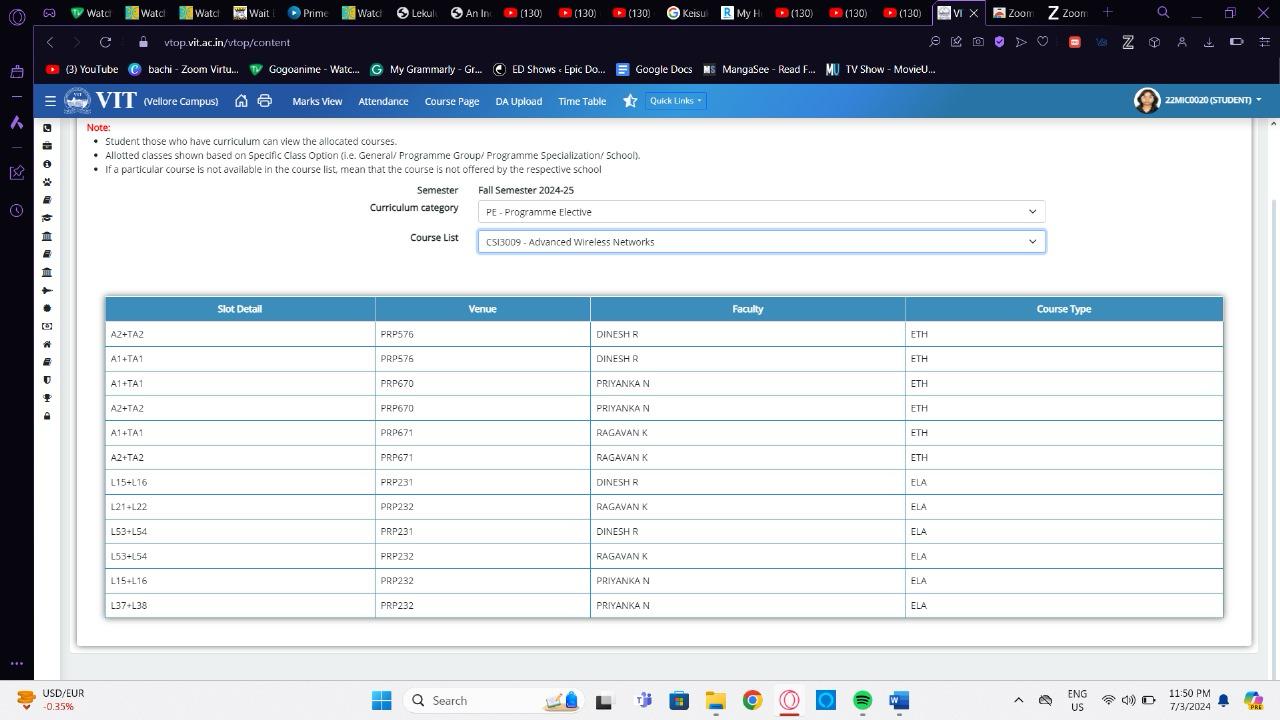 Watch
Watch
Watch
Wait
Prime
Watch
Lekul
An In
(130)
(130)
(130)
Keisu
My H
(130)
(130)
(130)
VI
Zoom
Zoom
vtop.vit.ac.in/vtop/content
(3) YouTube
bachi - Zoom Virtu...
Gogoanime - Watc...
My Grammarly - Gr...
ED Shows - Epic Do...
Google Docs
MangaSee - Read F...
TV Show - MovieU...
VIT (Vellore Campus) Marks View Attendance Course Page DA Upload Time Table Quick Links 22MIC0020 (STUDENT)
Note:
Student those who have curriculum can view the allocated courses.
Allotted classes shown based on Specific Class Option (i.e. General/ Programme Group/ Programme Specialization/ School).
If a particular course is not available in the course list, mean that the course is not offered by the respective school
Semester Fall Semester 2024-25
Curriculum category PE - Programme Elective
Course List CSI3009 - Advanced Wireless Networks
Slot Detail Venue Faculty Course Type
A2+TA2 PRP576 DINESH R ETH
A1+TA1 PRP576 DINESH R ETH
A1+TA1 PRP670 PRIYANKA N ETH
A2+TA2 PRP670 PRIYANKA N ETH
A1+TA1 PRP671 RAGAVAN K ETH
A2+TA2 PRP671 RAGAVAN K ETH
L15+L16 PRP231 DINESH R ELA
L21+L22 PRP232 RAGAVAN K ELA
L53+L54 PRP231 DINESH R ELA
L53+L54 PRP232 RAGAVAN K ELA
L15+L16 PRP232 PRIYANKA N ELA
L37+L38 PRP232 PRIYANKA N ELA
USD/EUR
-0.35%
Search
ENG
US
11:50 PM
7/3/2024